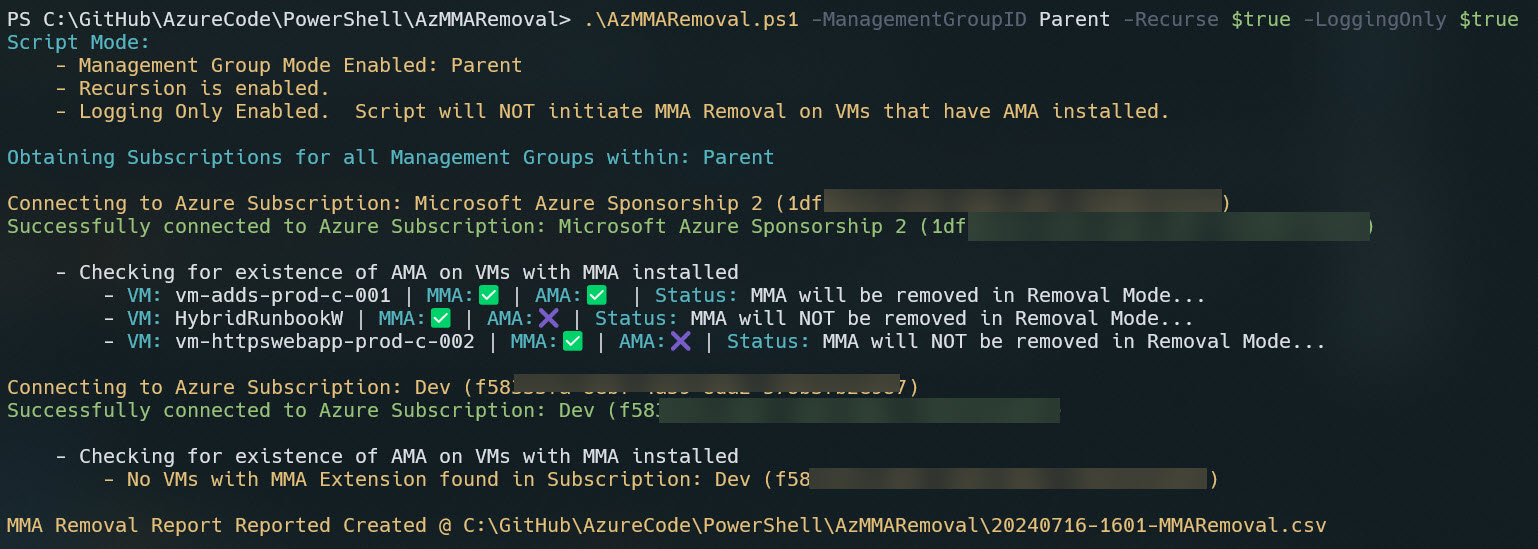 PS C:\GitHub\AzureCode\PowerShell\AzMMARemoval> .\AzMMARemoval.ps1 -ManagementGroupID Parent -Recurse $true -LoggingOnly $true
Script Mode:
- Management Group Mode Enabled: Parent
- Recursion is enabled.
- Logging Only Enabled.  Script will NOT initiate MMA Removal on VMs that have AMA installed.
Obtaining Subscriptions for all Management Groups within: Parent
Connecting to Azure Subscription: Microsoft Azure Sponsorship 2 (1df)
Successfully connected to Azure Subscription: Microsoft Azure Sponsorship 2 (1df)
- Checking for existence of AMA on VMs with MMA installed
- VM: vm-adds-prod-c-001 | MMA:✅ | AMA:✅ | Status: MMA will be removed in Removal Mode...
- VM: HybridRunbookW | MMA:✅ | AMA:❌ | Status: MMA will NOT be removed in Removal Mode...
- VM: vm-httpswebapp-prod-c-002 | MMA:✅ | AMA:❌ | Status: MMA will NOT be removed in Removal Mode...
Connecting to Azure Subscription: Dev (f58 7)
Successfully connected to Azure Subscription: Dev (f58
- Checking for existence of AMA on VMs with MMA installed
- No VMs with MMA Extension found in Subscription: Dev (f58)
MMA Removal Report Reported Created @ C:\GitHub\AzureCode\PowerShell\AzMMARemoval\20240716-1601-MMARemoval.csv